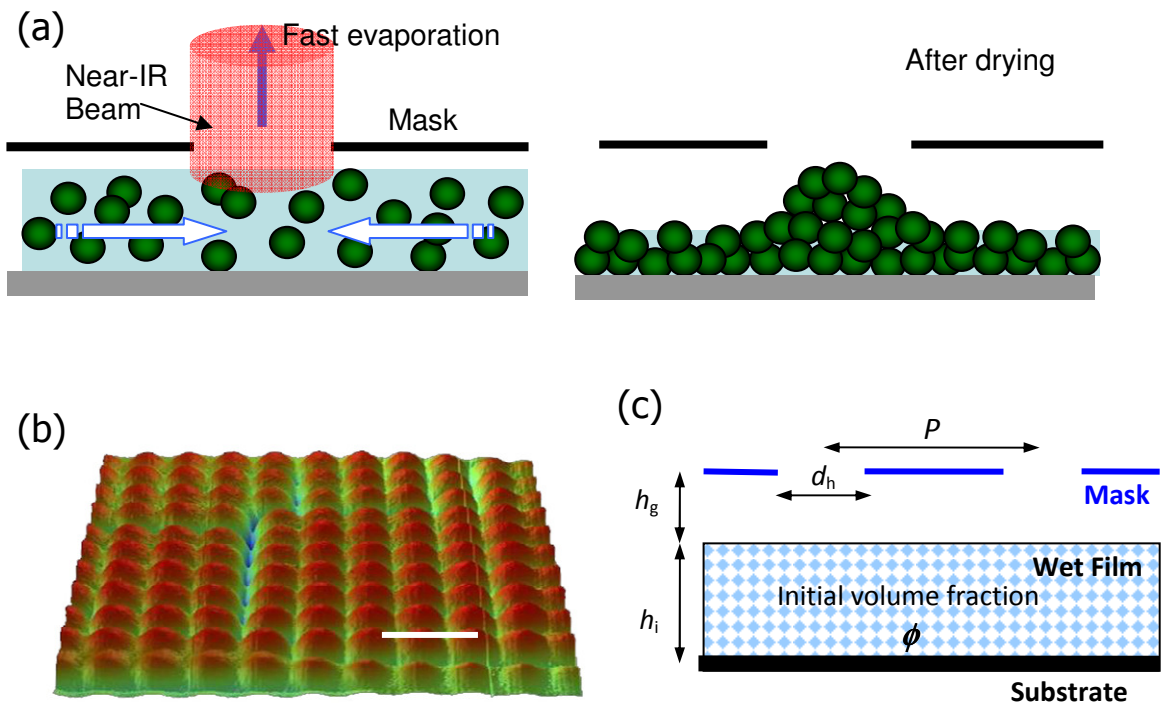 (a)
Fast evaporation
Near-IR
Beam
Mask
After drying
(b)
(c)
P
dh
Mask
hg
Wet Film
Initial volume fraction
hi
ϕ
Substrate